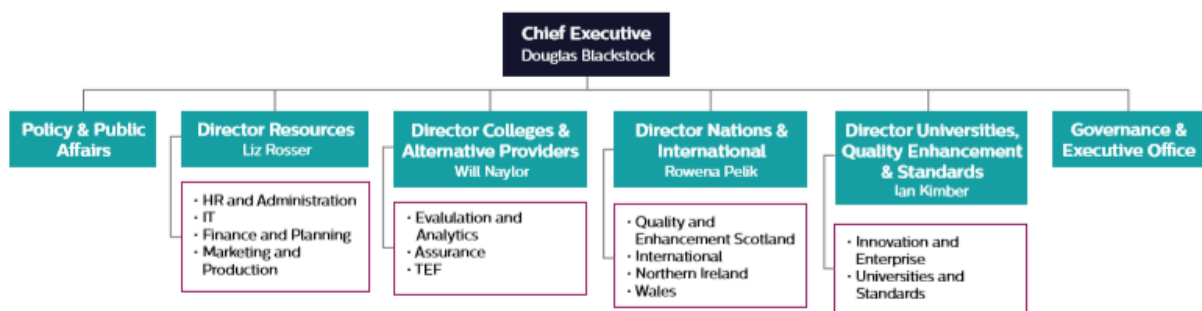 Chief Executive
Douglas Blackstock
Policy & Public
Affairs
Director Resources
Liz Rosser
• HR and Administration
• IT
• Finance and Planning
• Marketing and
Production
Director Colleges &
Alternative Providers
Will Naylor
• Evalulation and
Analytics
• Assurance
• TEF
Director Nations &
International
Rowena Pelik
• Quality and
Enhancement Scotland
• International
• Northern Ireland
• Wales
Director Universities,
Quality Enhancement
& Standards
Ian Kimber
• Innovation and
Enterprise
• Universities and
Standards
Governance &
Executive Office